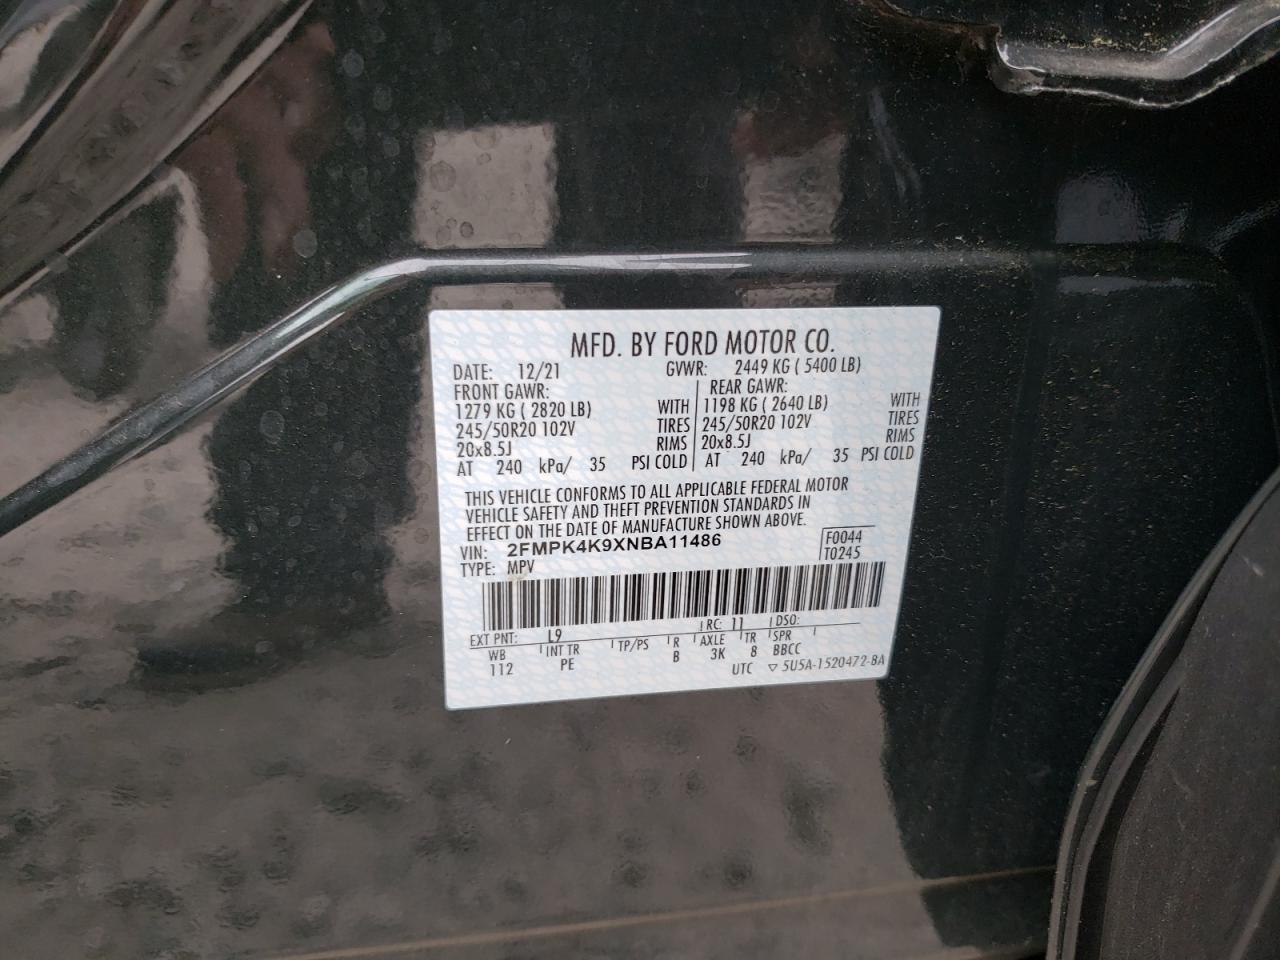 MFD. BY FORD MOTOR CO.
DATE: 12/21 GVWR: 2449 KG ( 5400 LB)
FRONT GAWR: REAR GAWR:
1279 KG ( 2820 LB) WITH 1198 KG ( 2640 LB) WITH
245/50R20 102V TIRES 245/50R20 102V TIRES
20x8.5J RIMS 20x8.5J RIMS
AT 240 kPa/ 35 PSI COLD AT 240 kPa/ 35 PSI COLD
THIS VEHICLE CONFORMS TO ALL APPLICABLE FEDERAL MOTOR
VEHICLE SAFETY AND THEFT PREVENTION STANDARDS IN
EFFECT ON THE DATE OF MANUFACTURE SHOWN ABOVE.
VIN: 2FMPK4K9XNBA11486 F0044
TYPE: MPV T0245
EXT PNT: L9 RC: 11 DSO:
WB INT TR TP/PS R AXLE TR SPR
112 PE B 3K 8 BBCC
UTC ▽ 5U5A-1520472-BA